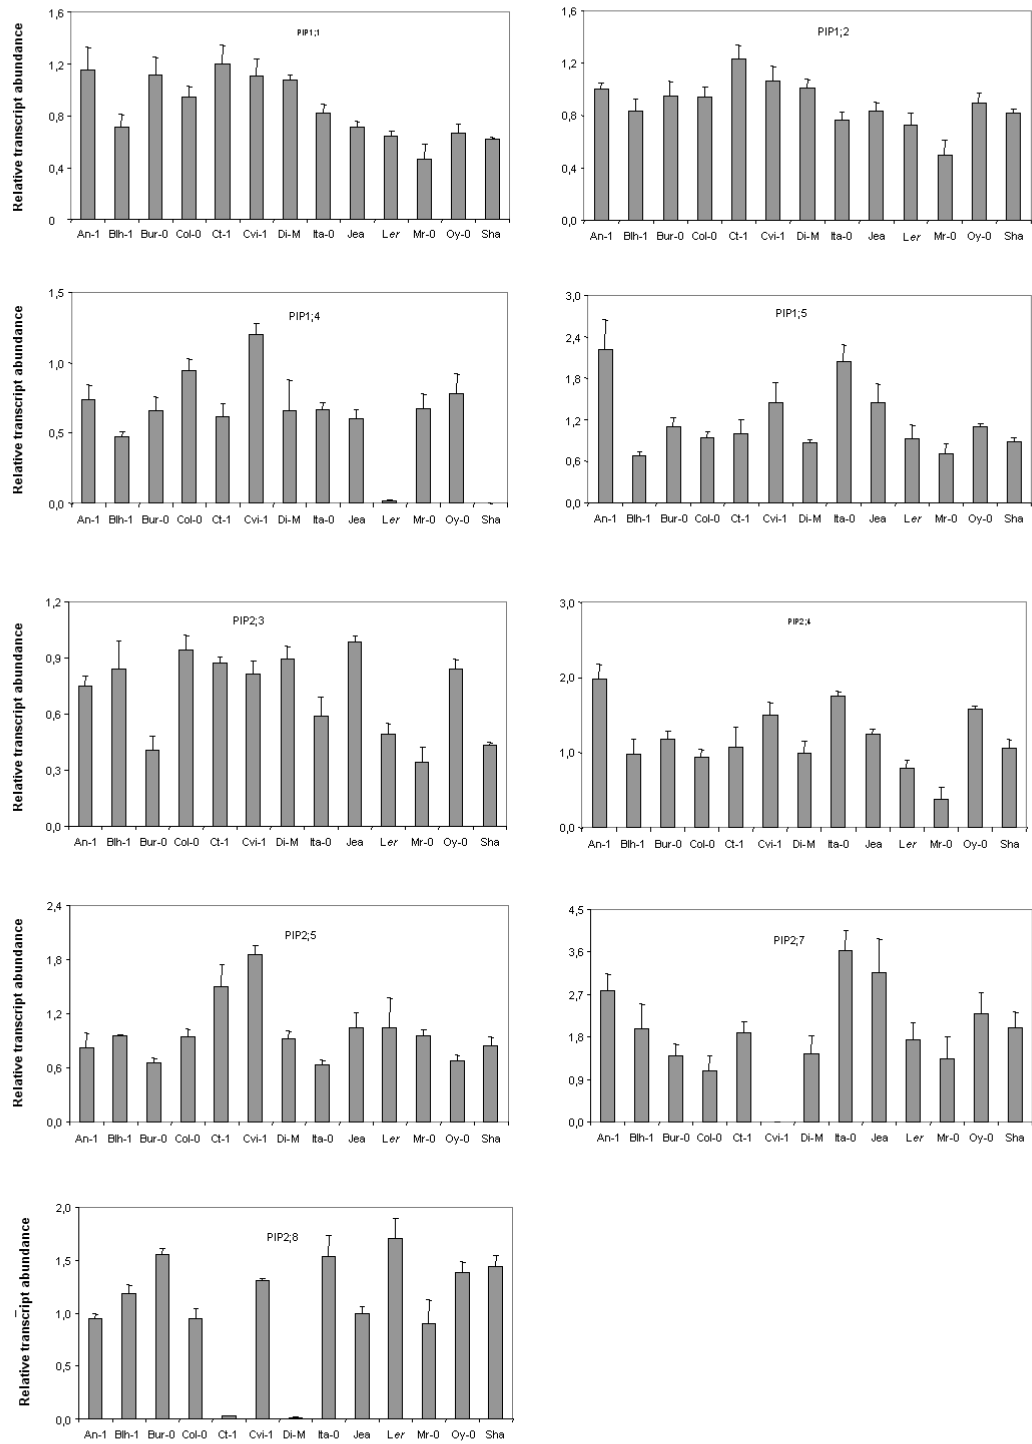 PIP1;1
Relative transcript abundance
1,6
1,2
0,8
0,4
0
An-1 Blh-1 Bur-0 Col-0 Ct-1 Cvi-1 Di-M Ita-0 Jea Ler Mr-0 Oy-0 Sha
PIP1;2
1,6
1,2
0,8
0,4
0,0
An-1 Blh-1 Bur-0 Col-0 Ct-1 Cvi-1 Di-M Ita-0 Jea Ler Mr-0 Oy-0 Sha
PIP1;4
Relative transcript abundance
1,5
1,0
0,5
0,0
An-1 Blh-1 Bur-0 Col-0 Ct-1 Cvi-1 Di-M Ita-0 Jea Ler Mr-0 Oy-0 Sha
PIP1;5
3,0
2,4
1,8
1,2
0,6
0,0
An-1 Blh-1 Bur-0 Col-0 Ct-1 Cvi-1 Di-M Ita-0 Jea Ler Mr-0 Oy-0 Sha
PIP2;3
Relative transcript abundance
1,2
0,9
0,6
0,3
0,0
An-1 Blh-1 Bur-0 Col-0 Ct-1 Cvi-1 Di-M Ita-0 Jea Ler Mr-0 Oy-0 Sha
PIP2;4
3,0
2,0
1,0
0,0
An-1 Blh-1 Bur-0 Col-0 Ct-1 Cvi-1 Di-M Ita-0 Jea Ler Mr-0 Oy-0 Sha
PIP2;5
Relative transcript abundance
2,4
1,8
1,2
0,6
0,0
An-1 Blh-1 Bur-0 Col-0 Ct-1 Cvi-1 Di-M Ita-0 Jea Ler Mr-0 Oy-0 Sha
PIP2;7
4,5
3,6
2,7
1,8
0,9
0,0
An-1 Blh-1 Bur-0 Col-0 Ct-1 Cvi-1 Di-M Ita-0 Jea Ler Mr-0 Oy-0 Sha
PIP2;8
Relative transcript abundance
2,0
1,5
1,0
0,5
0,0
An-1 Blh-1 Bur-0 Col-0 Ct-1 Cvi-1 Di-M Ita-0 Jea Ler Mr-0 Oy-0 Sha